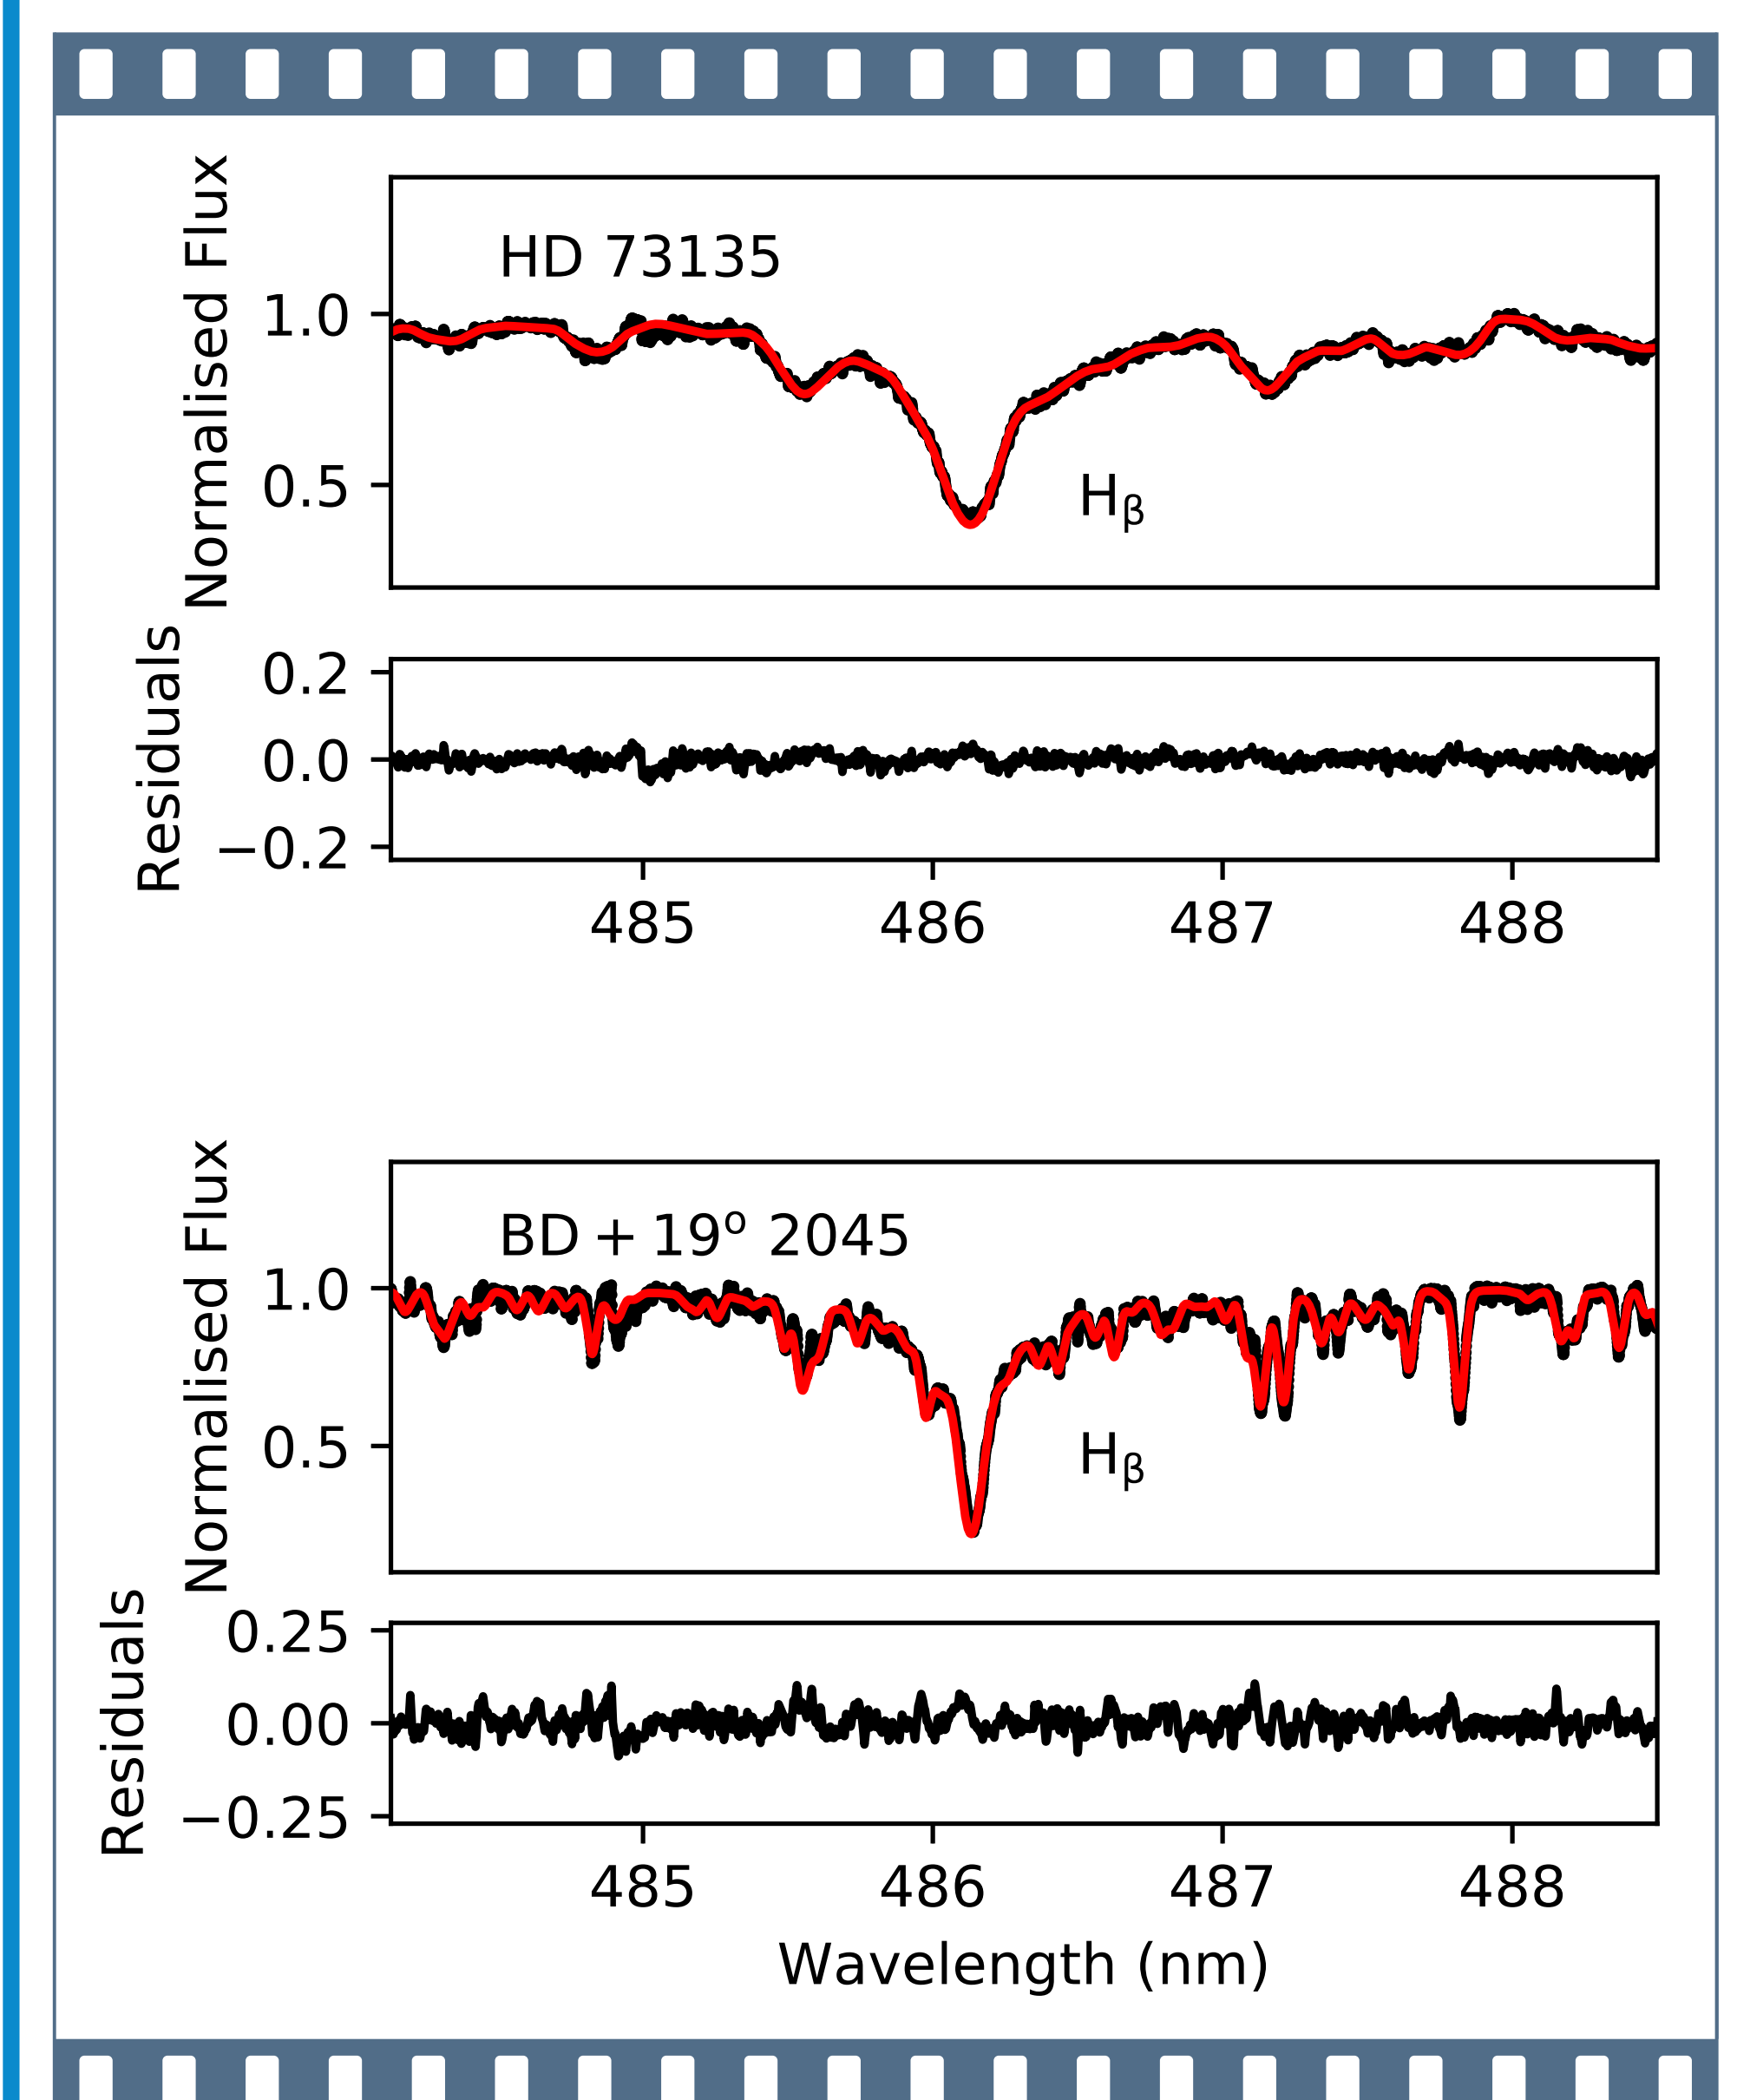 Normalised Flux
HD 73135
1.0
0.5
Hβ
Residuals
0.2
0.0
−0.2
485 486 487 488
Normalised Flux
BD + 19º 2045
1.0
0.5
Hβ
Residuals
0.25
0.00
−0.25
485 486 487 488
Wavelength (nm)